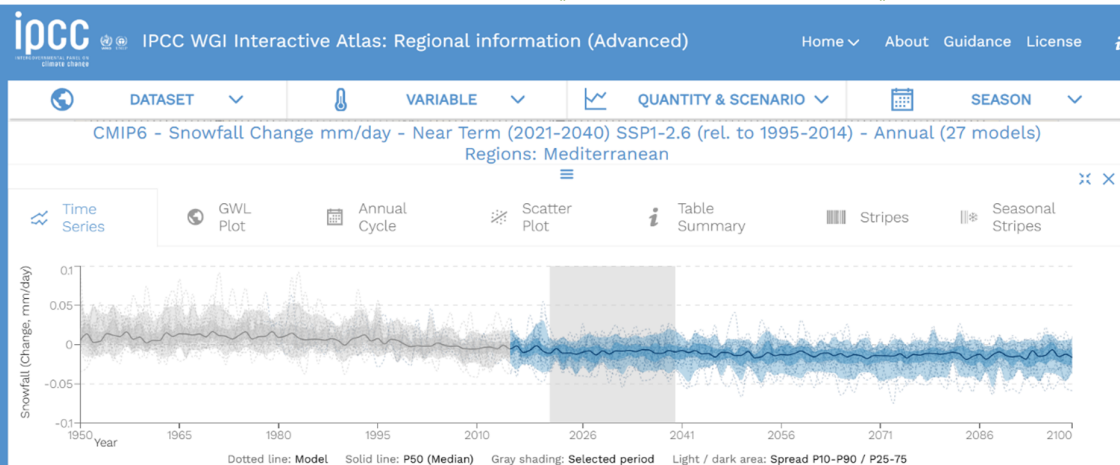 ipcc
INTERGOVERNMENTAL PANEL ON
climate change
IPCC WGI Interactive Atlas: Regional information (Advanced)
Home About Guidance License
DATASET VARIABLE QUANTITY & SCENARIO SEASON
CMIP6 - Snowfall Change mm/day - Near Term (2021-2040) SSP1-2.6 (rel. to 1995-2014) - Annual (27 models)
Regions: Mediterranean
Time
Series
GWL
Plot
Annual
Cycle
Scatter
Plot
Table
Summary
Stripes
Seasonal
Stripes
Snowfall (Change, mm/day)
0.1
0.05
0
-0.05
-0.1
1950 1965 1980 1995 2010 2026 2041 2056 2071 2086 2100
Year
Dotted line: Model Solid line: P50 (Median) Gray shading: Selected period Light / dark area: Spread P10-P90 / P25-75